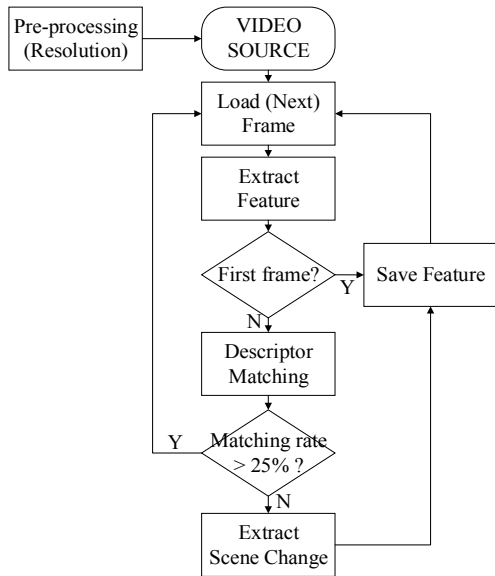 Pre-processing
(Resolution)
VIDEO
SOURCE
Load (Next)
Frame
Extract
Feature
First frame?
Y
Save Feature
N
Descriptor
Matching
Matching rate
> 25% ?
Y
N
Extract
Scene Change